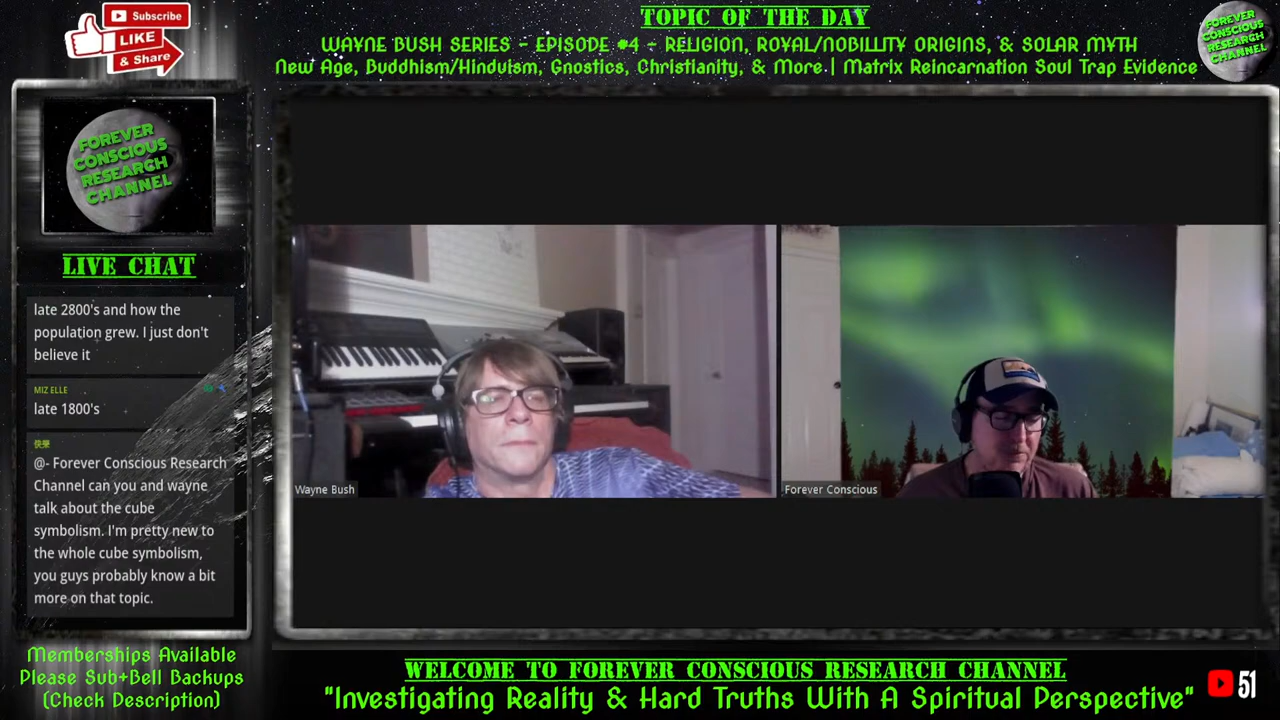 Subscribe
LIKE
& Share
TOPIC OF THE DAY
WAYNE BUSH SERIES - EPISODE #4 - RELIGION, ROYAL/NOBILLITY ORIGINS, & SOLAR MYTH
New Age, Buddhism/Hinduism, Gnostics, Christianity, & More | Matrix Reincarnation Soul Trap Evidence
FOREVER
CONSCIOUS
RESEARCH
CHANNEL
FOREVER
CONSCIOUS
RESEARCH
CHANNEL
LIVE CHAT
late 2800's and how the
population grew. I just don't
believe it
MIZ ELLE
late 1800's
@- Forever Conscious Research
Channel can you and wayne
talk about the cube
symbolism. I'm pretty new to
the whole cube symbolism,
you guys probably know a bit
more on that topic.
Wayne Bush
Forever Conscious
Memberships Available
Please Sub+Bell Backups
(Check Description)
WELCOME TO FOREVER CONSCIOUS RESEARCH CHANNEL
"Investigating Reality & Hard Truths With A Spiritual Perspective"
51